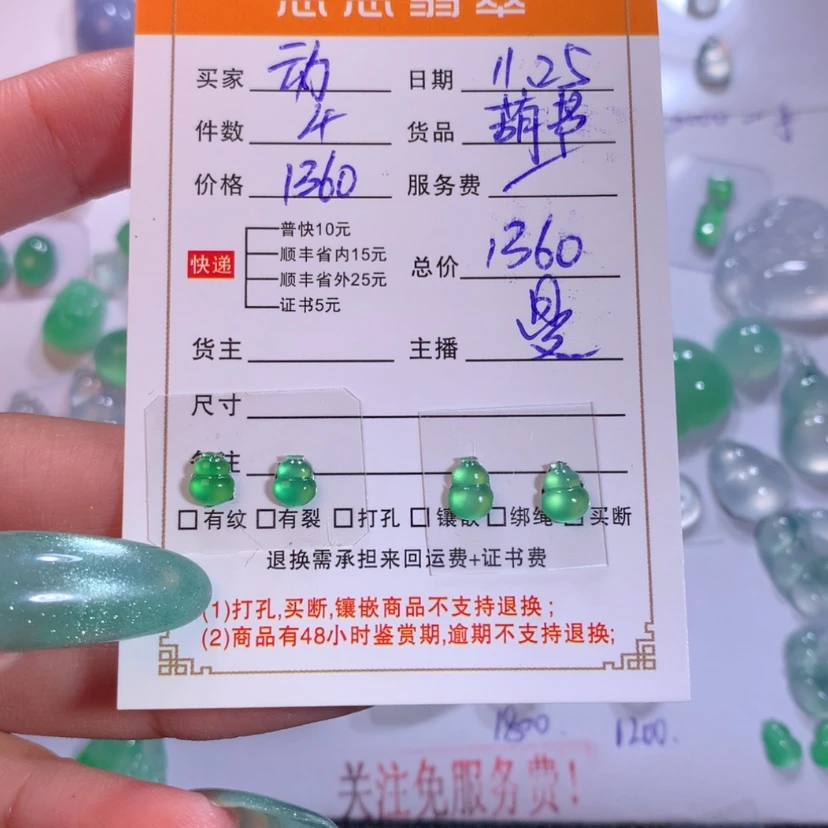 翡翠
买家 动 日期 11.25
件数 4 货品 葫芦
价格 1360 服务费
快递
普快10元
顺丰省内15元
顺丰省外25元
证书5元
总价 1360
货主 主播
尺寸
备注
□有纹 □有裂 □打孔 □镶嵌 □绑绳 □买断
退换需承担来回运费+证书费
(1)打孔,买断,镶嵌商品不支持退换;
(2)商品有48小时鉴赏期,逾期不支持退换;
1800. 1200.
关注免服务费!